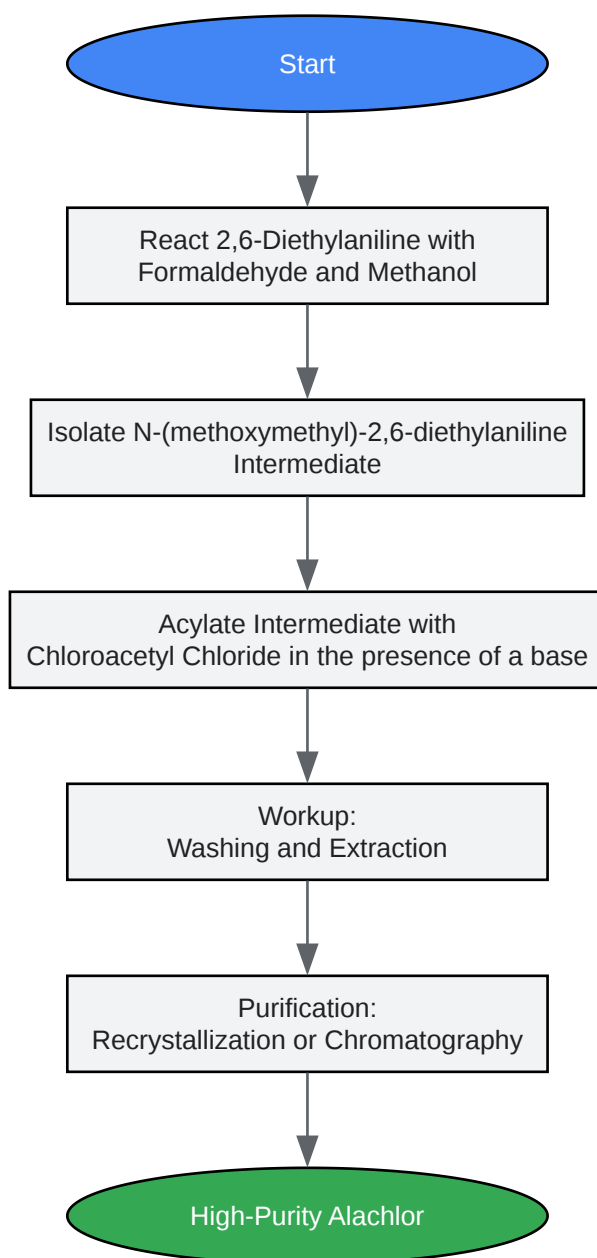 Start
React 2,6-Diethylaniline with
Formaldehyde and Methanol
Isolate N-(methoxymethyl)-2,6-diethylaniline
Intermediate
Acylate Intermediate with
Chloroacetyl Chloride in the presence of a base
Workup:
Washing and Extraction
Purification:
Recrystallization or Chromatography
High-Purity Alachlor